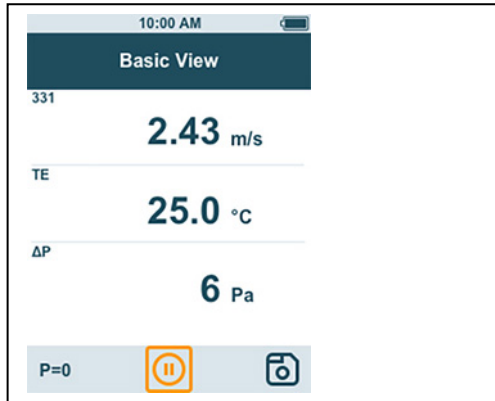 10:00 AM
Basic View
331
2.43 m/s
TE
25.0 °C
ΔP
6 Pa
P=0